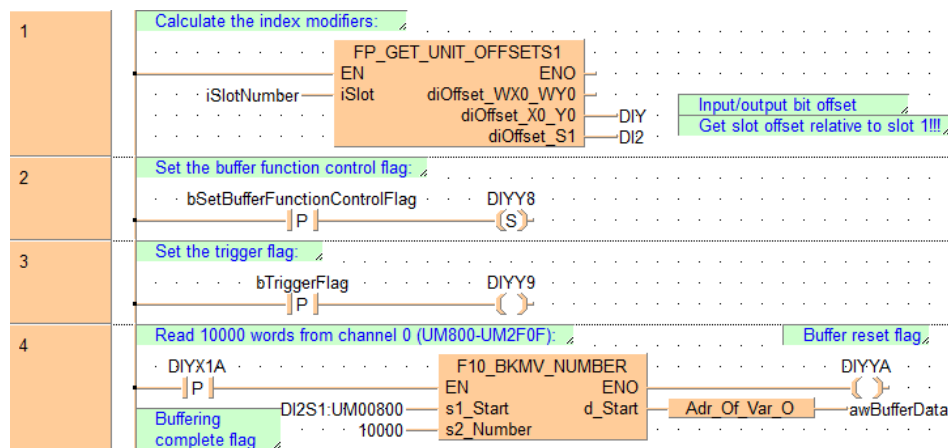 1
Calculate the index modifiers:
FP_GET_UNIT_OFFSETS1
EN ENO
iSlotNumber iSlot diOffset_WX0_WY0
diOffset_X0_Y0 DIY
diOffset_S1 DI2
Input/output bit offset
Get slot offset relative to slot 1!!!
2
Set the buffer function control flag:
bSetBufferFunctionControlFlag DIYY8
P S
3
Set the trigger flag:
bTriggerFlag DIYY9
P
4
Read 10000 words from channel 0 (UM800-UM2F0F): Buffer reset flag
DIYX1A F10_BKMV_NUMBER DIYYA
P EN ENO
DI2S1:UM00800 s1_Start d_Start Adr_Of_Var_O awBufferData
10000 s2_Number
Buffering
complete flag